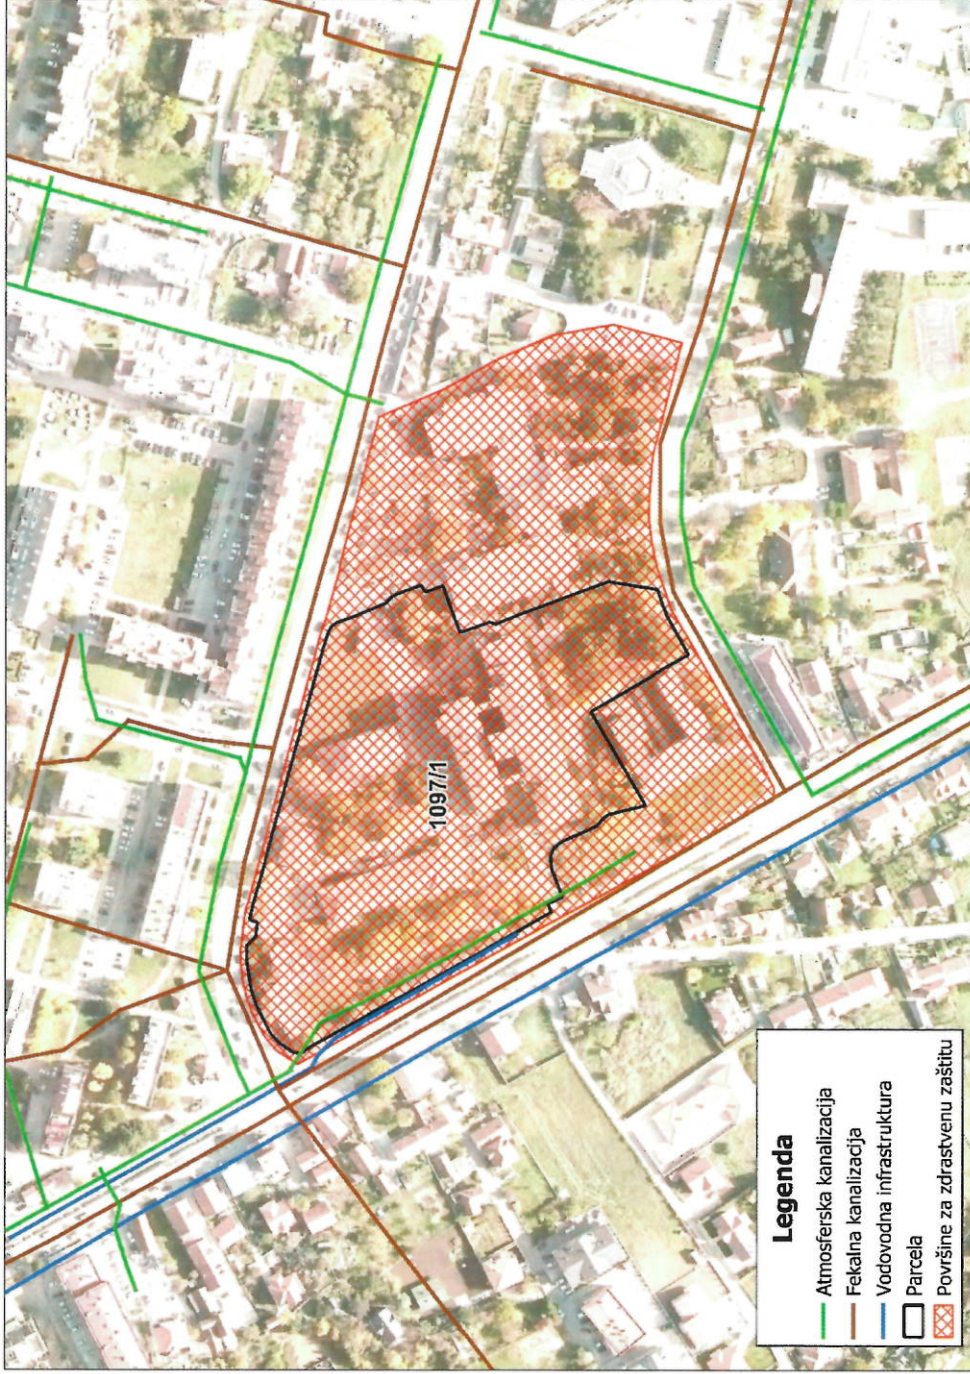 1097/1
Legenda
Atmosferska kanalizacija
Fekalna kanalizacija
Vodovodna infrastruktura
Parcela
Površine za zdrastvenu zaštitu